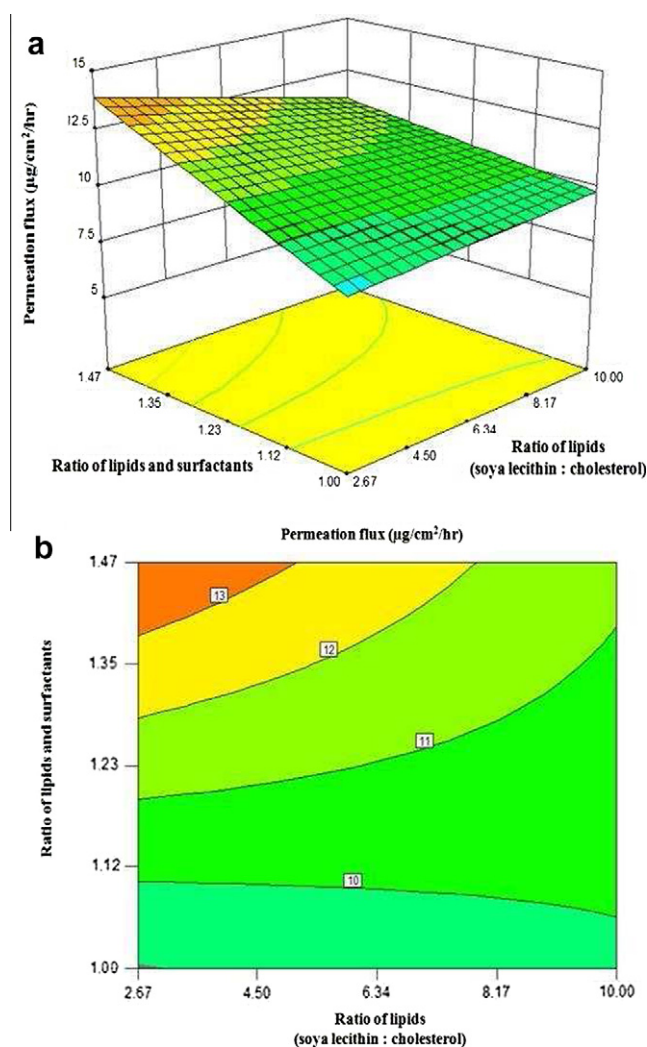 a
15
12.5
10
7.5
5
Permeation flux (µg/cm²/hr)
1.47
1.35
1.23
1.12
1.00
2.67
4.50
6.34
8.17
10.00
Ratio of lipids and surfactants
Ratio of lipids
(soya lecithin : cholesterol)
b
Permeation flux (µg/cm²/hr)
1.47
1.35
1.23
1.12
1.00
Ratio of lipids and surfactants
13
12
11
10
2.67
4.50
6.34
8.17
10.00
Ratio of lipids
(soya lecithin : cholesterol)